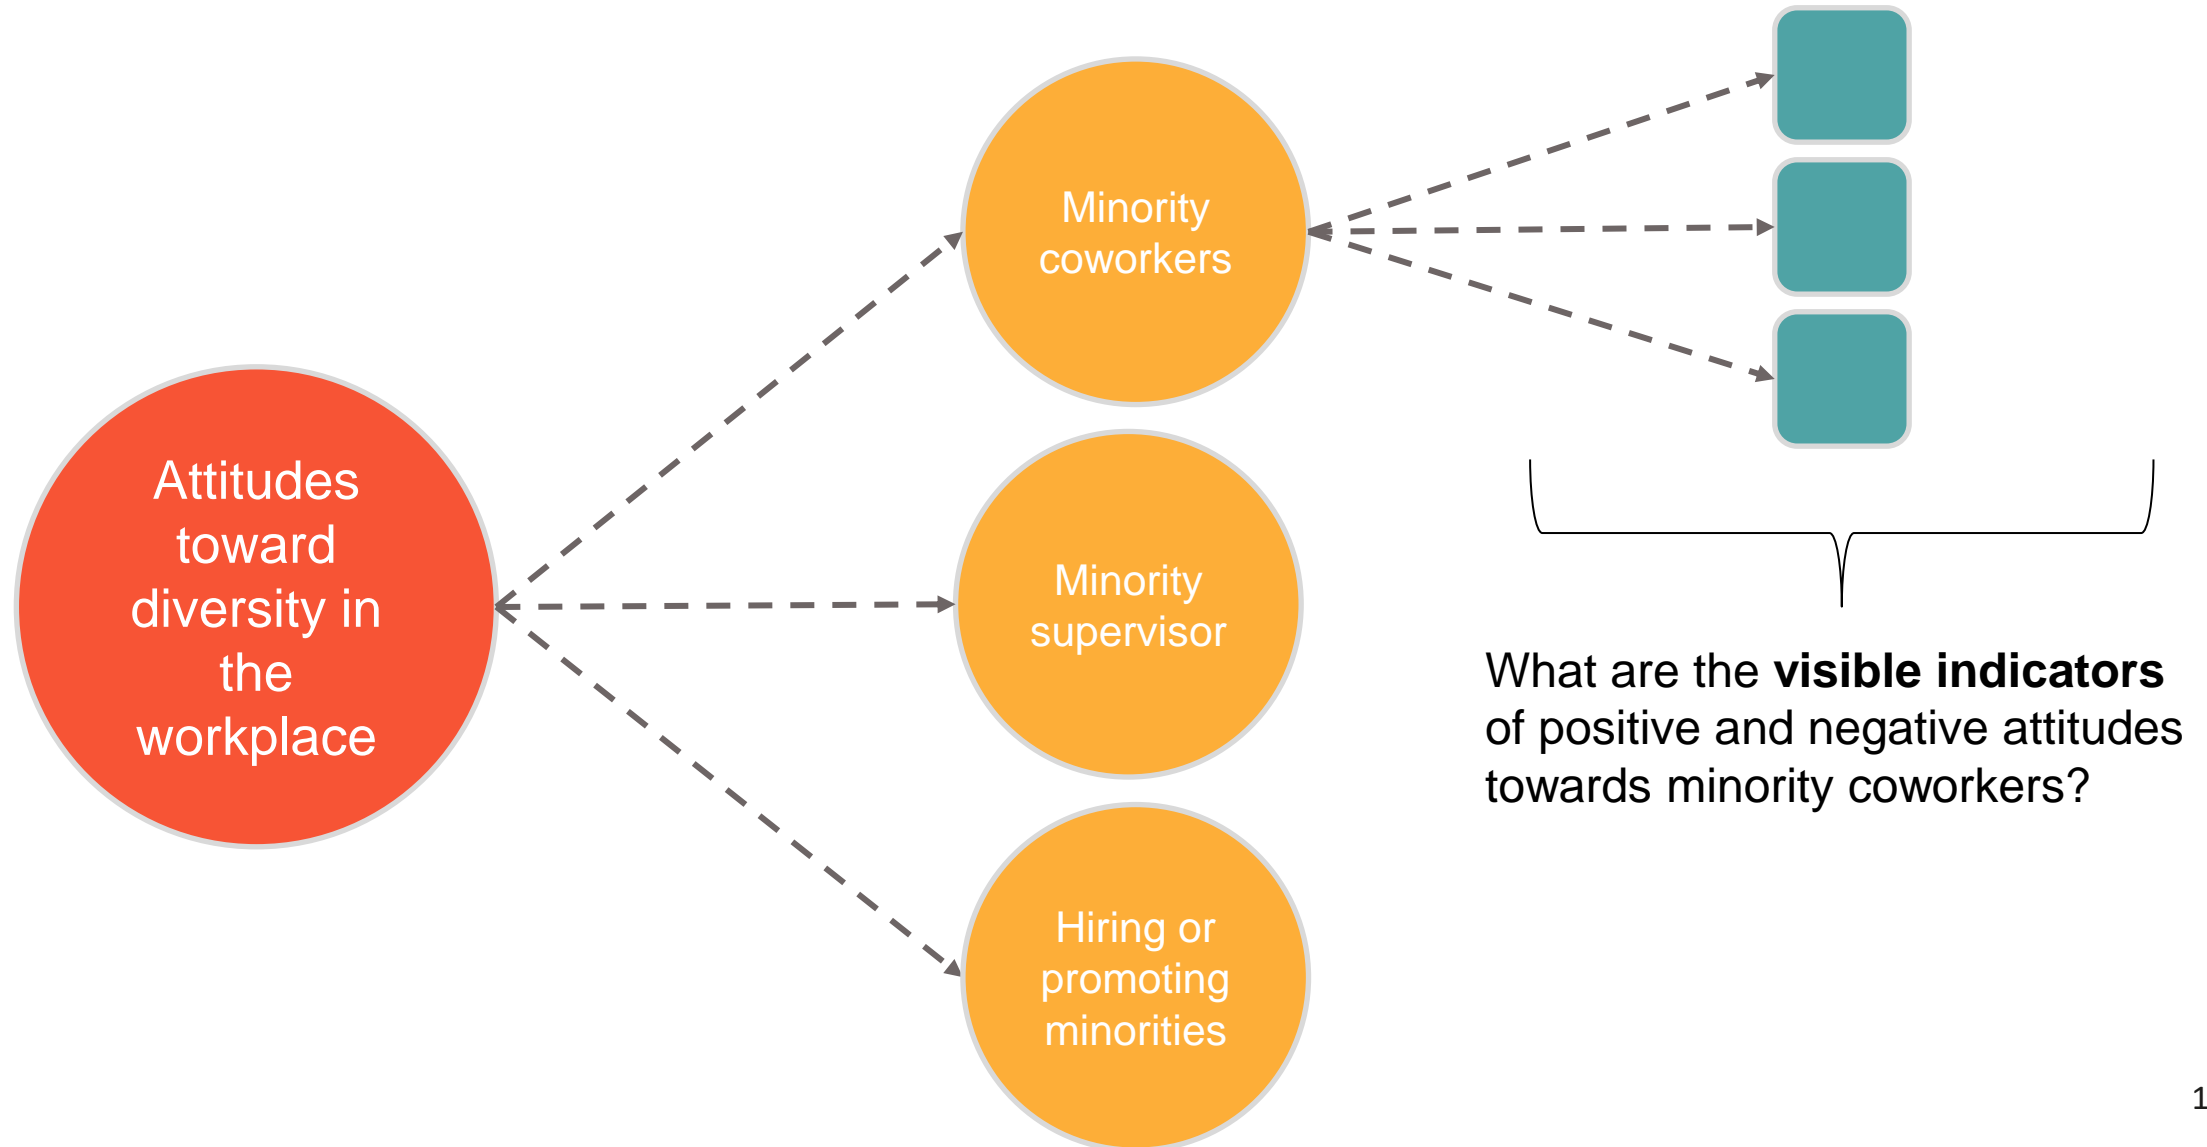 Attitudes
toward
diversity in
the
workplace
Minority
coworkers
Minority
supervisor
Hiring or
promoting
minorities
What are the visible indicators
of positive and negative attitudes
towards minority coworkers?
1